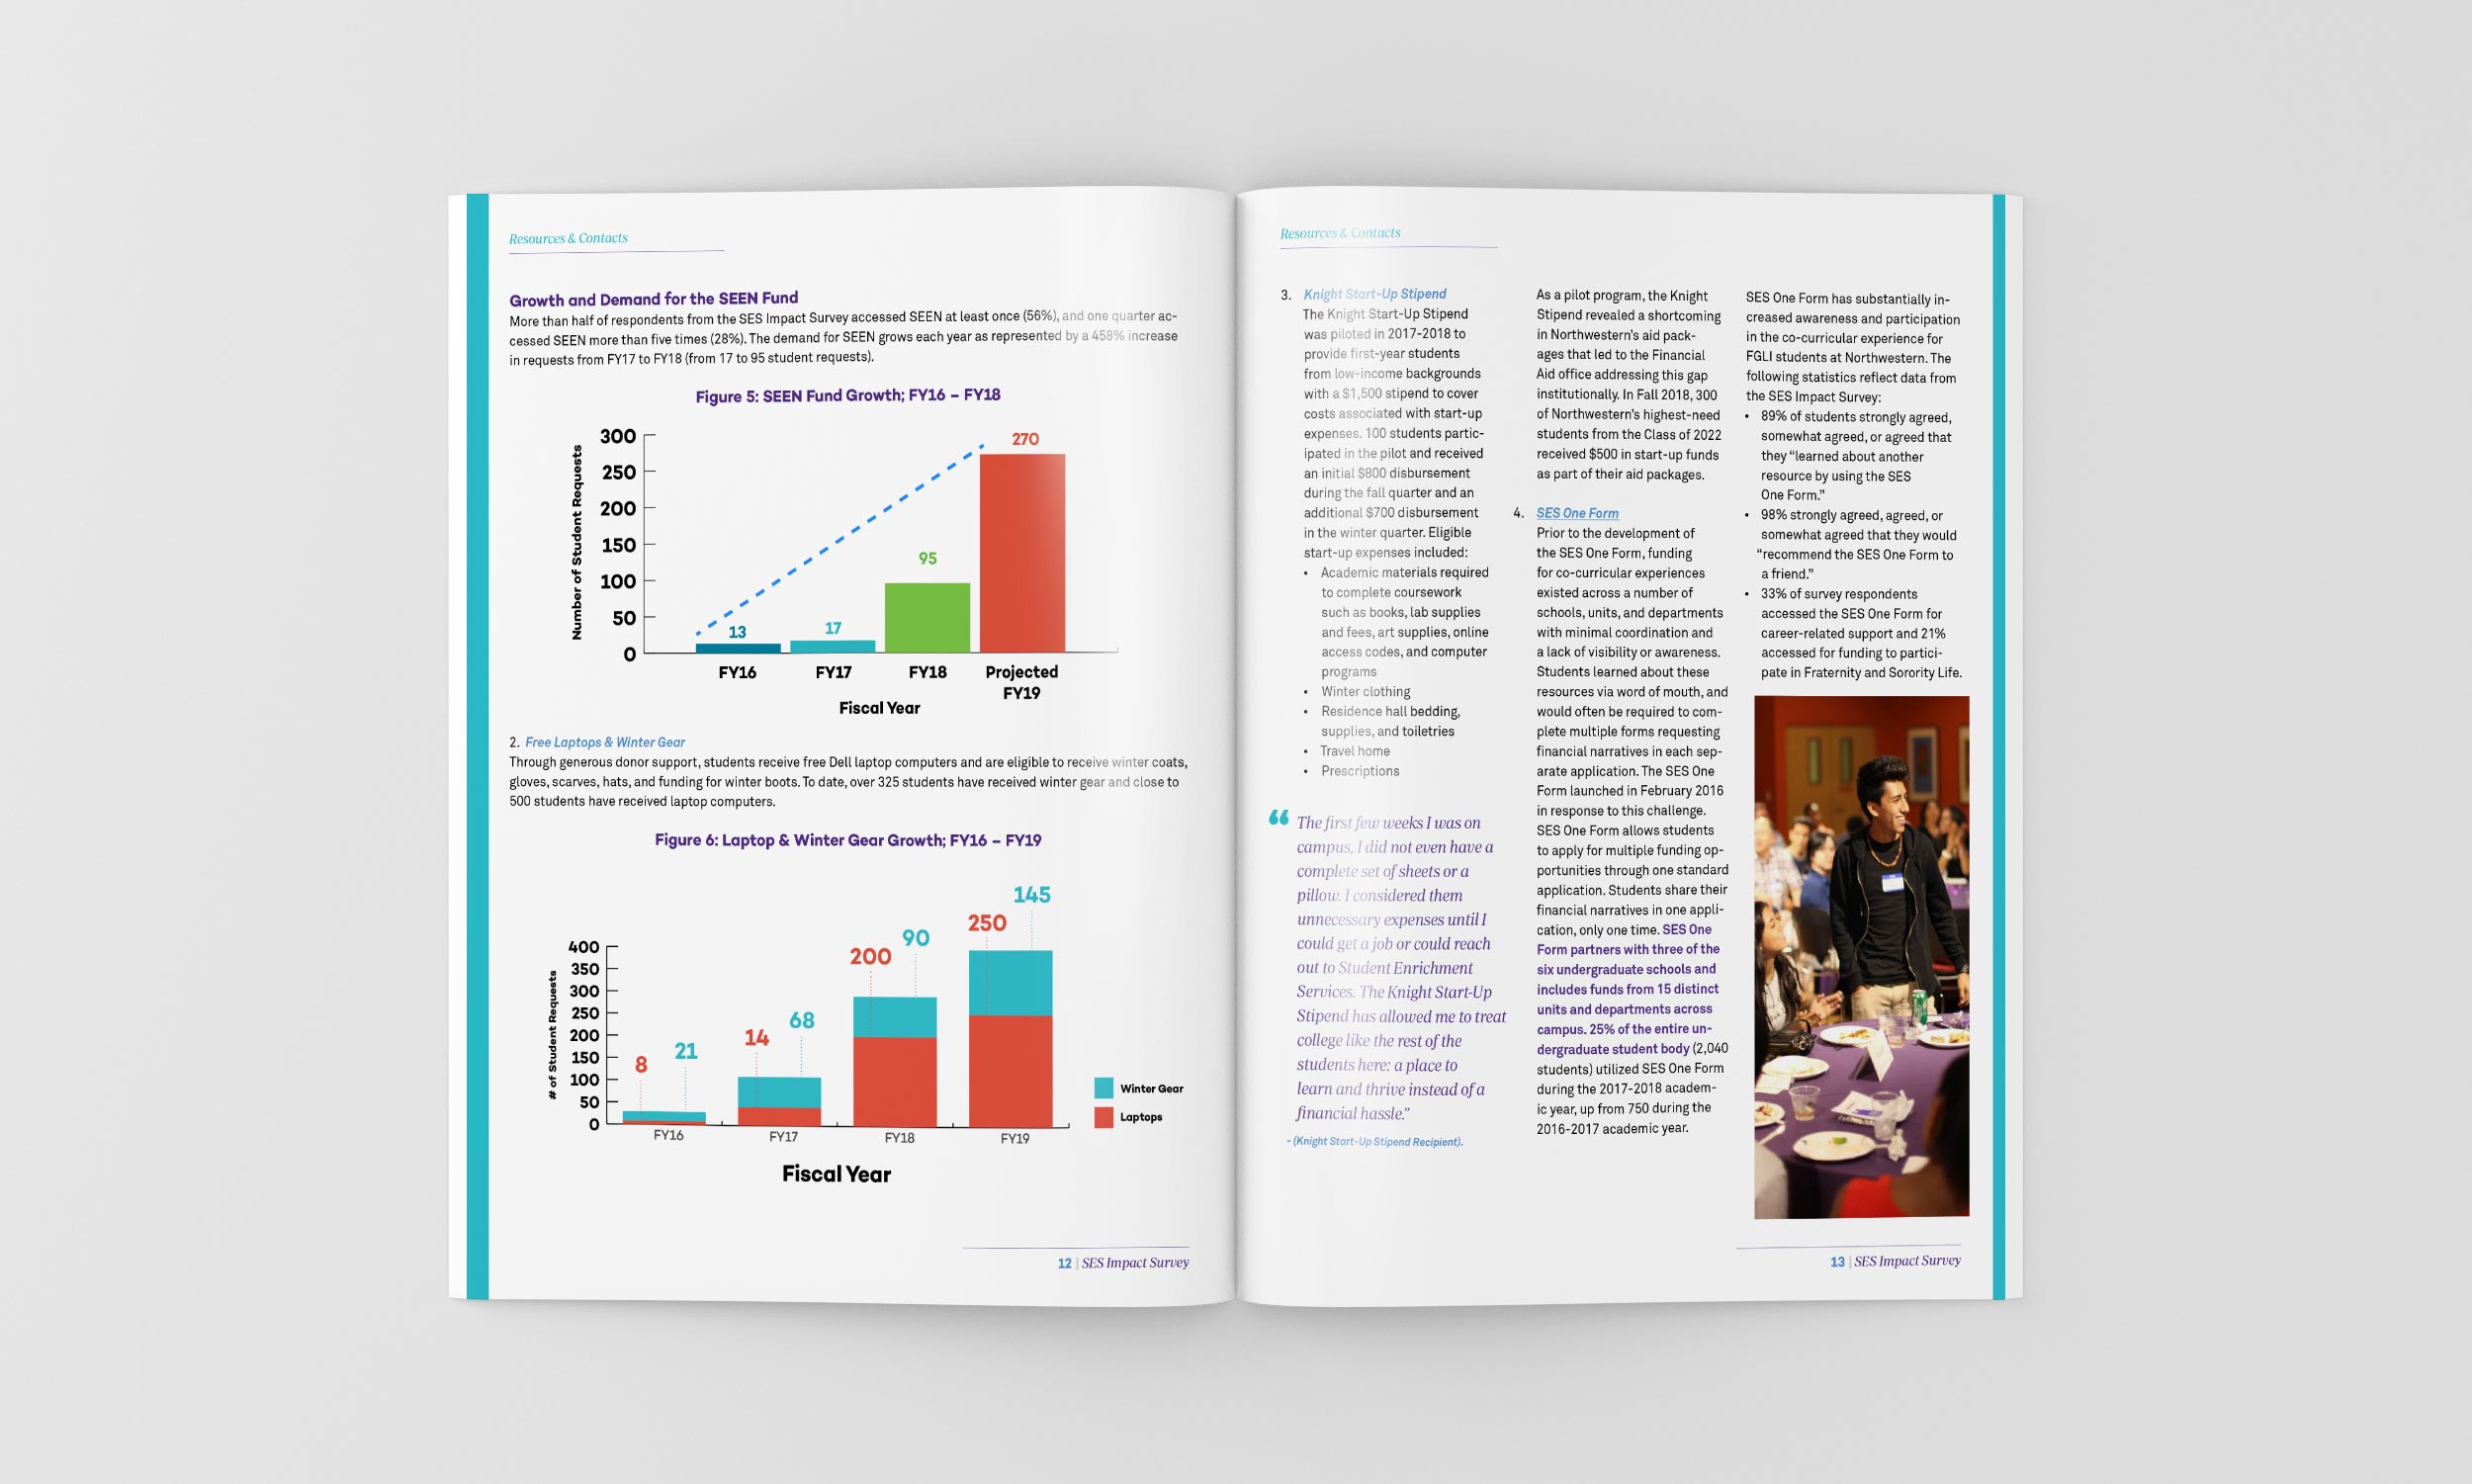 Resources & Contacts
Growth and Demand for the SEEN Fund
More than half of respondents from the SES Impact Survey accessed SEEN at least once (56%), and one quarter ac-
cessed SEEN more than five times (28%). The demand for SEEN grows each year as represented by a 458% increase
in requests from FY17 to FY18 (from 17 to 95 student requests).
Figure 5: SEEN Fund Growth; FY16 – FY18
Number of Student Requests
300
250
200
150
100
50
0
13
17
95
270
FY16
FY17
FY18
Projected
FY19
Fiscal Year
2. Free Laptops & Winter Gear
Through generous donor support, students receive free Dell laptop computers and are eligible to receive winter coats,
gloves, scarves, hats, and funding for winter boots. To date, over 325 students have received winter gear and close to
500 students have received laptop computers.
Figure 6: Laptop & Winter Gear Growth; FY16 – FY19
# of Student Requests
400
350
300
250
200
150
100
50
0
8
21
14
68
200
90
250
145
FY16
FY17
FY18
FY19
Winter Gear
Laptops
Fiscal Year
12 | SES Impact Survey
Resources & Contacts
3. Knight Start-Up Stipend
The Knight Start-Up Stipend
was piloted in 2017-2018 to
provide first-year students
from low-income backgrounds
with a $1,500 stipend to cover
costs associated with start-up
expenses. 100 students partic-
ipated in the pilot and received
an initial $800 disbursement
during the fall quarter and an
additional $700 disbursement
in the winter quarter. Eligible
start-up expenses included:
• Academic materials required
to complete coursework
such as books, lab supplies
and fees, art supplies, online
access codes, and computer
programs
• Winter clothing
• Residence hall bedding,
supplies, and toiletries
• Travel home
• Prescriptions
“ The first few weeks I was on
campus, I did not even have a
complete set of sheets or a
pillow. I considered them
unnecessary expenses until I
could get a job or could reach
out to Student Enrichment
Services. The Knight Start-Up
Stipend has allowed me to treat
college like the rest of the
students here: a place to
learn and thrive instead of a
financial hassle.”
- (Knight Start-Up Stipend Recipient).
As a pilot program, the Knight
Stipend revealed a shortcoming
in Northwestern’s aid pack-
ages that led to the Financial
Aid office addressing this gap
institutionally. In Fall 2018, 300
of Northwestern’s highest-need
students from the Class of 2022
received $500 in start-up funds
as part of their aid packages.
4. SES One Form
Prior to the development of
the SES One Form, funding
for co-curricular experiences
existed across a number of
schools, units, and departments
with minimal coordination and
a lack of visibility or awareness.
Students learned about these
resources via word of mouth, and
would often be required to com-
plete multiple forms requesting
financial narratives in each sep-
arate application. The SES One
Form launched in February 2016
in response to this challenge.
SES One Form allows students
to apply for multiple funding op-
portunities through one standard
application. Students share their
financial narratives in one appli-
cation, only one time. SES One
Form partners with three of the
six undergraduate schools and
includes funds from 15 distinct
units and departments across
campus. 25% of the entire un-
dergraduate student body (2,040
students) utilized SES One Form
during the 2017-2018 academ-
ic year, up from 750 during the
2016-2017 academic year.
SES One Form has substantially in-
creased awareness and participation
in the co-curricular experience for
FGLI students at Northwestern. The
following statistics reflect data from
the SES Impact Survey:
• 89% of students strongly agreed,
somewhat agreed, or agreed that
they “learned about another
resource by using the SES
One Form.”
• 98% strongly agreed, agreed, or
somewhat agreed that they would
“recommend the SES One Form to
a friend.”
• 33% of survey respondents
accessed the SES One Form for
career-related support and 21%
accessed for funding to partici-
pate in Fraternity and Sorority Life.
13 | SES Impact Survey